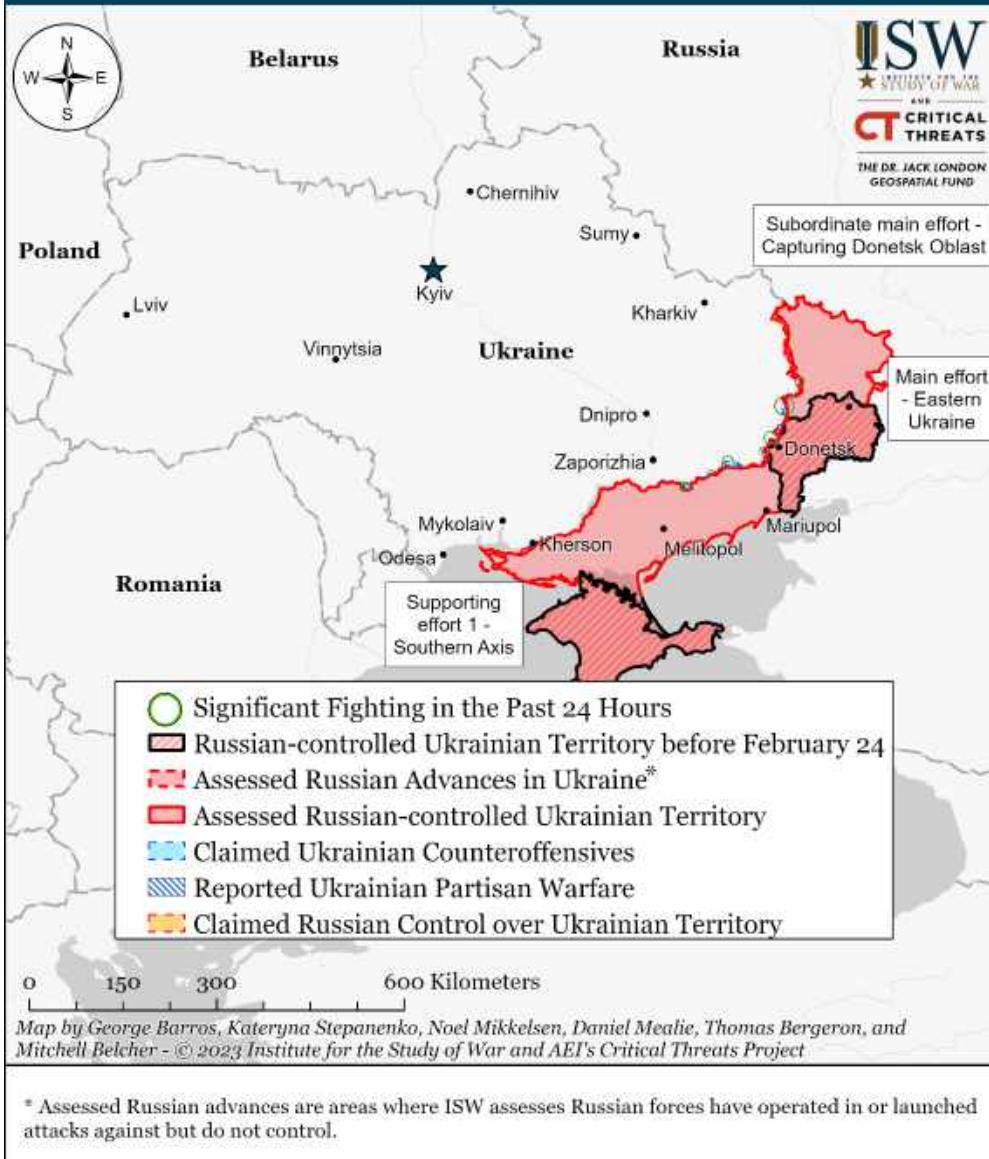 N
W E
S
Belarus
Russia
ISW
INSTITUTE FOR THE
STUDY OF WAR
AND
CT CRITICAL
THREATS
THE DR. JACK LONDON
GEOSPATIAL FUND
Chernihiv
Sumy
Subordinate main effort -
Capturing Donetsk Oblast
Poland
Kyiv
Lviv
Kharkiv
Vinnytsia
Ukraine
Main effort
- Eastern
Ukraine
Dnipro
Donetsk
Zaporizhia
Mykolaiv
Mariupol
Kherson
Melitopol
Odesa
Romania
Supporting
effort 1 -
Southern Axis
Significant Fighting in the Past 24 Hours
Russian-controlled Ukrainian Territory before February 24
Assessed Russian Advances in Ukraine*
Assessed Russian-controlled Ukrainian Territory
Claimed Ukrainian Counteroffensives
Reported Ukrainian Partisan Warfare
Claimed Russian Control over Ukrainian Territory
0 150 300 600 Kilometers
Map by George Barros, Kateryna Stepanenko, Noel Mikkelsen, Daniel Mealie, Thomas Bergeron, and
Mitchell Belcher - © 2023 Institute for the Study of War and AEI's Critical Threats Project
* Assessed Russian advances are areas where ISW assesses Russian forces have operated in or launched
attacks against but do not control.